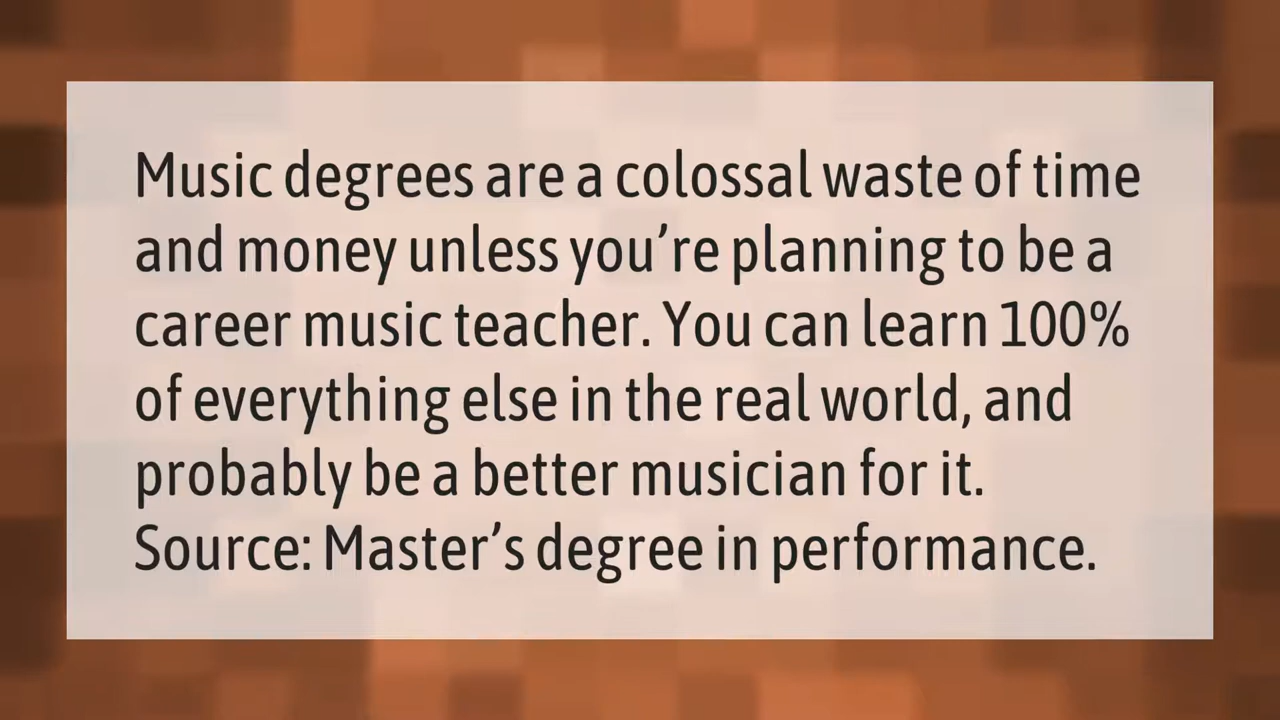 Music degrees are a colossal waste of time
and money unless you’re planning to be a
career music teacher. You can learn 100%
of everything else in the real world, and
probably be a better musician for it.
Source: Master’s degree in performance.